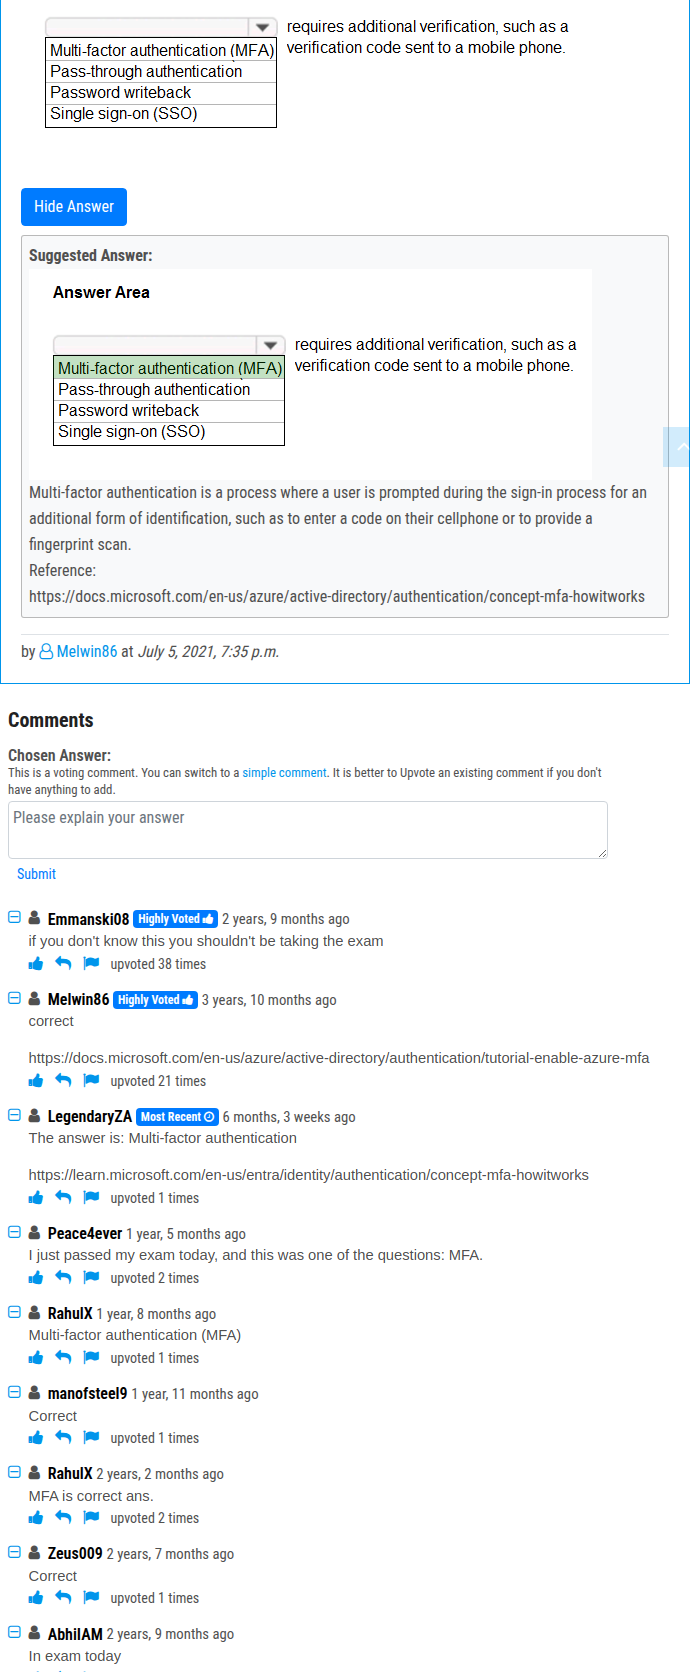 requires additional verification, such as a
verification code sent to a mobile phone.
Multi-factor authentication (MFA)
Pass-through authentication
Password writeback
Single sign-on (SSO)
Hide Answer
Suggested Answer:
Answer Area
requires additional verification, such as a
verification code sent to a mobile phone.
Multi-factor authentication (MFA)
Pass-through authentication
Password writeback
Single sign-on (SSO)
Multi-factor authentication is a process where a user is prompted during the sign-in process for an
additional form of identification, such as to enter a code on their cellphone or to provide a
fingerprint scan.
Reference:
https://docs.microsoft.com/en-us/azure/active-directory/authentication/concept-mfa-howitworks
by Melwin86 at July 5, 2021, 7:35 p.m.
Comments
Chosen Answer:
This is a voting comment. You can switch to a simple comment. It is better to Upvote an existing comment if you don't
have anything to add.
Please explain your answer
Submit
Emmanski08 Highly Voted 2 years, 9 months ago
if you don't know this you shouldn't be taking the exam
upvoted 38 times
Melwin86 Highly Voted 3 years, 10 months ago
correct
https://docs.microsoft.com/en-us/azure/active-directory/authentication/tutorial-enable-azure-mfa
upvoted 21 times
LegendaryZA Most Recent 6 months, 3 weeks ago
The answer is: Multi-factor authentication
https://learn.microsoft.com/en-us/entra/identity/authentication/concept-mfa-howitworks
upvoted 1 times
Peace4ever 1 year, 5 months ago
I just passed my exam today, and this was one of the questions: MFA.
upvoted 2 times
RahulX 1 year, 8 months ago
Multi-factor authentication (MFA)
upvoted 1 times
manofsteel9 1 year, 11 months ago
Correct
upvoted 1 times
RahulX 2 years, 2 months ago
MFA is correct ans.
upvoted 2 times
Zeus009 2 years, 7 months ago
Correct
upvoted 1 times
AbhilAM 2 years, 9 months ago
In exam today